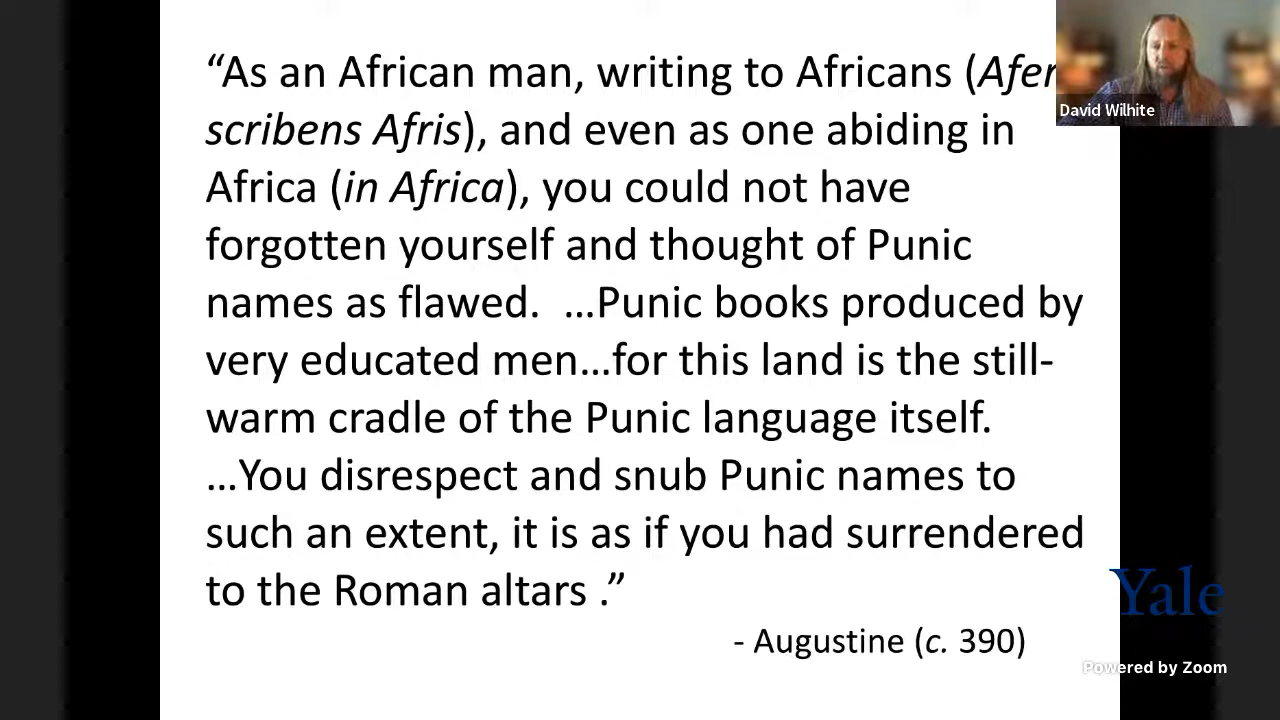 “As an African man, writing to Africans (Afer
scribens Afris), and even as one abiding in
Africa (in Africa), you could not have
forgotten yourself and thought of Punic
names as flawed.  …Punic books produced by
very educated men…for this land is the still-
warm cradle of the Punic language itself.
…You disrespect and snub Punic names to
such an extent, it is as if you had surrendered
to the Roman altars .”
- Augustine (c. 390)
David Wilhite
Yale
Powered by Zoom